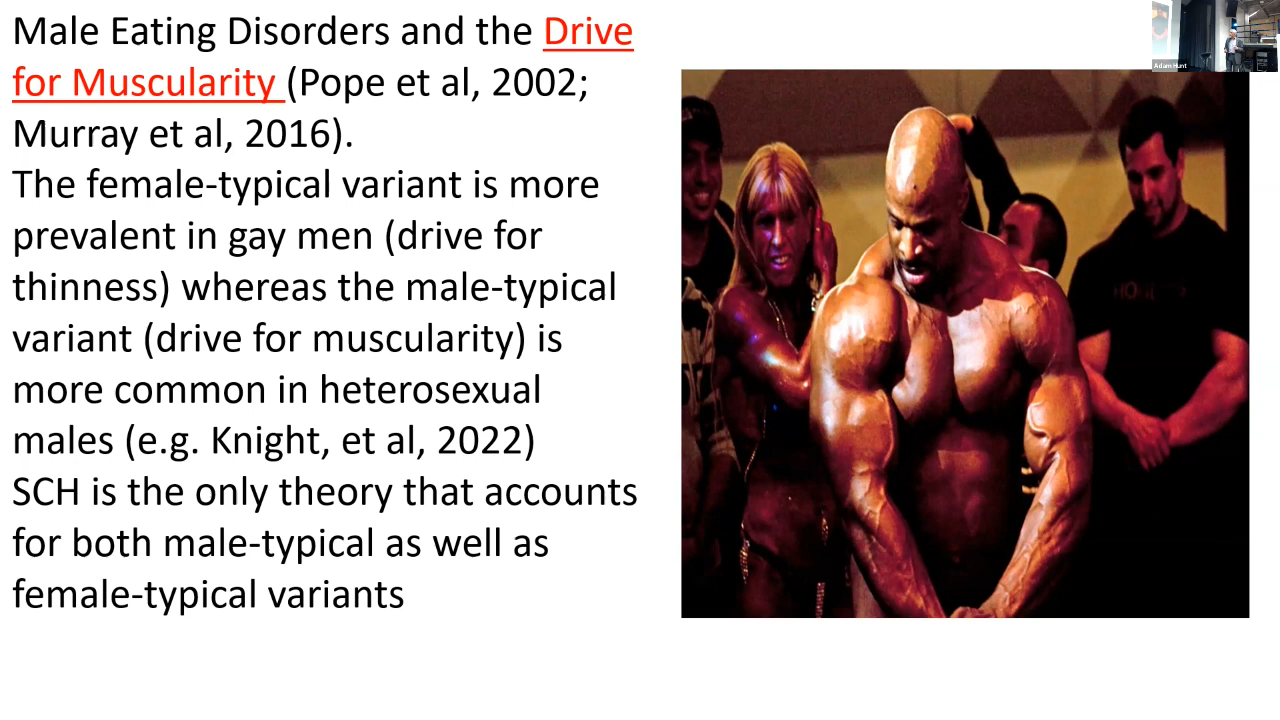 Male Eating Disorders and the Drive
for Muscularity (Pope et al, 2002;
Murray et al, 2016).
The female-typical variant is more
prevalent in gay men (drive for
thinness) whereas the male-typical
variant (drive for muscularity) is
more common in heterosexual
males (e.g. Knight, et al, 2022)
SCH is the only theory that accounts
for both male-typical as well as
female-typical variants
Adam Hunt